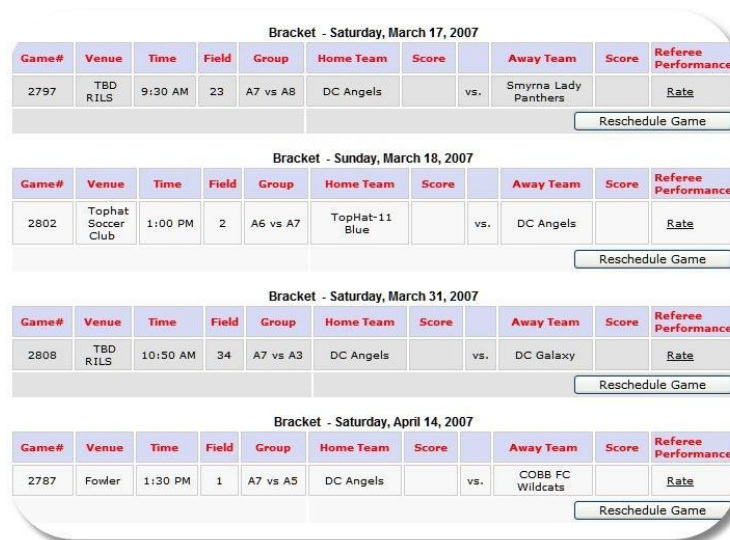 Bracket - Saturday, March 17, 2007
Game# Venue Time Field Group Home Team Score Away Team Score Referee Performance
2797 TBD RILS 9:30 AM 23 A7 vs A8 DC Angels vs. Smyrna Lady Panthers Rate
Reschedule Game
Bracket - Sunday, March 18, 2007
Game# Venue Time Field Group Home Team Score Away Team Score Referee Performance
2802 Tophat Soccer Club 1:00 PM 2 A6 vs A7 TopHat-11 Blue vs. DC Angels Rate
Reschedule Game
Bracket - Saturday, March 31, 2007
Game# Venue Time Field Group Home Team Score Away Team Score Referee Performance
2808 TBD RILS 10:50 AM 34 A7 vs A3 DC Angels vs. DC Galaxy Rate
Reschedule Game
Bracket - Saturday, April 14, 2007
Game# Venue Time Field Group Home Team Score Away Team Score Referee Performance
2787 Fowler 1:30 PM 1 A7 vs A5 DC Angels vs. COBB FC Wildcats Rate
Reschedule Game